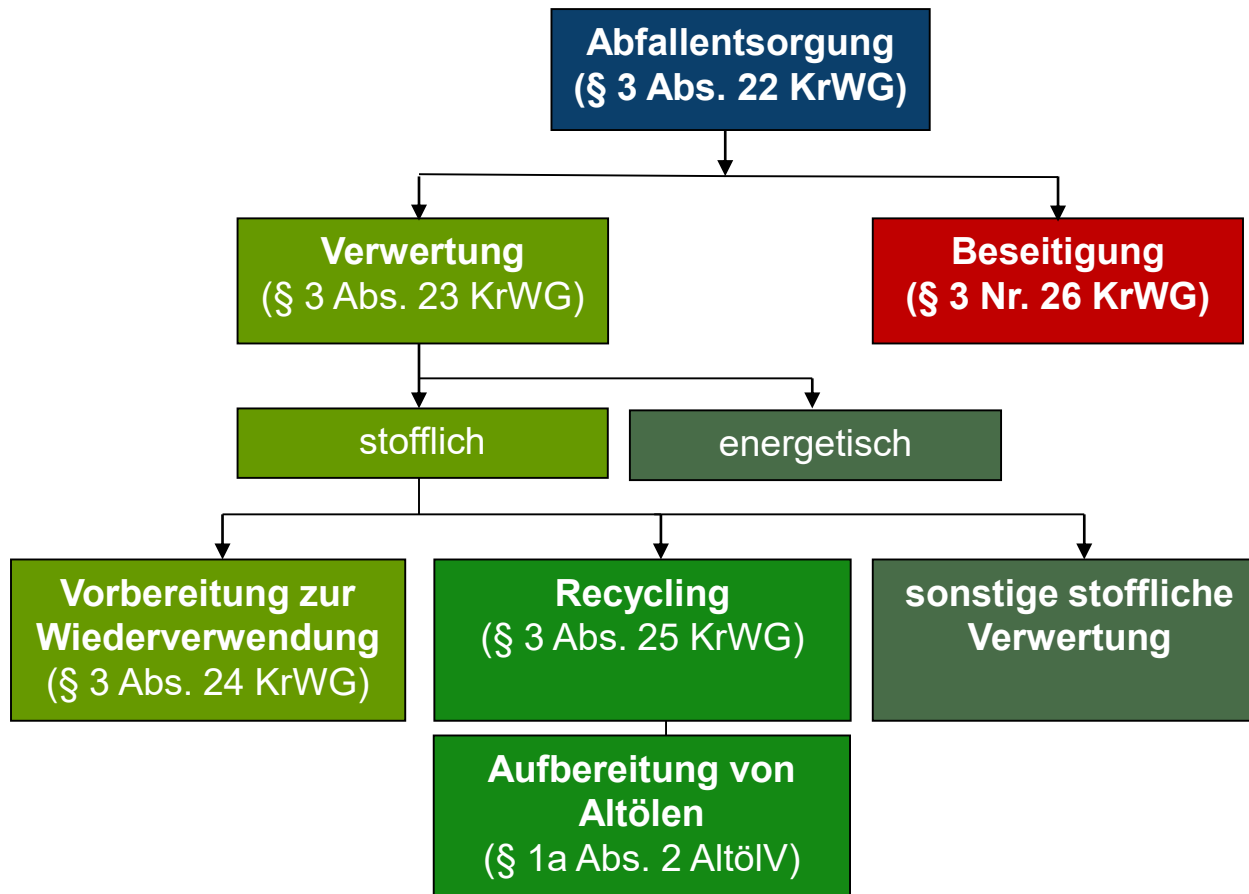 Abfallentsorgung
(§ 3 Abs. 22 KrWG)
Verwertung
(§ 3 Abs. 23 KrWG)
Beseitigung
(§ 3 Nr. 26 KrWG)
stofflich
energetisch
Vorbereitung zur
Wiederverwendung
(§ 3 Abs. 24 KrWG)
Recycling
(§ 3 Abs. 25 KrWG)
sonstige stoffliche
Verwertung
Aufbereitung von
Altölen
(§ 1a Abs. 2 AltölV)